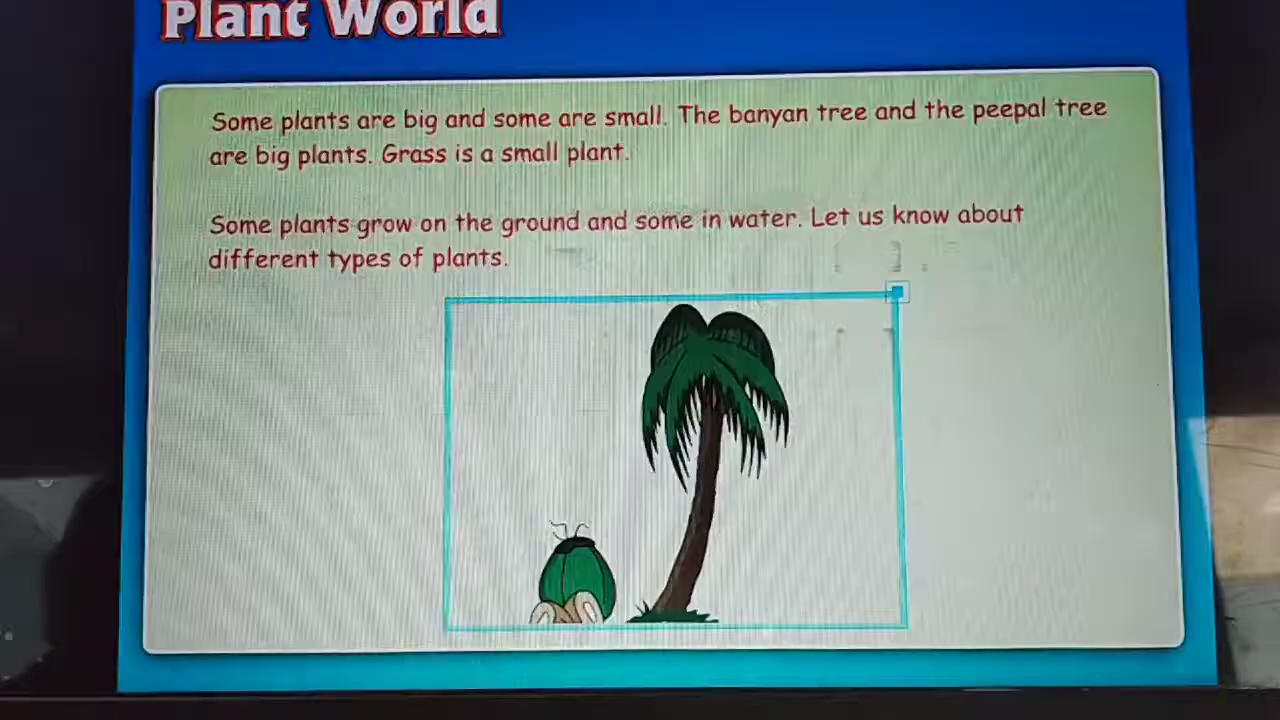 Plant World
Some plants are big and some are small. The banyan tree and the peepal tree
are big plants. Grass is a small plant.
Some plants grow on the ground and some in water. Let us know about
different types of plants.